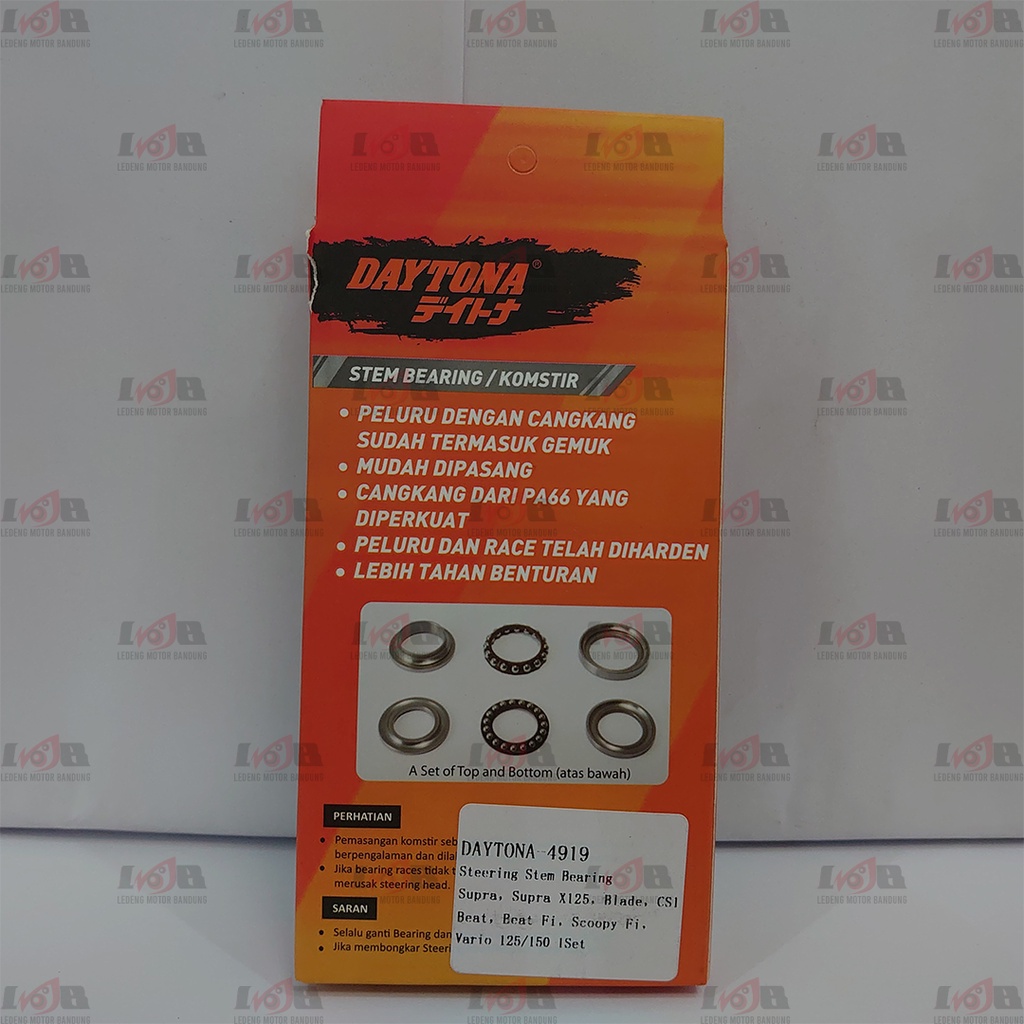 DAYTONA®
デイトナ
STEM BEARING / KOMSTIR
• PELURU DENGAN CANGKANG
SUDAH TERMASUK GEMUK
• MUDAH DIPASANG
• CANGKANG DARI PA66 YANG
DIPERKUAT
• PELURU DAN RACE TELAH DIHARDEN
• LEBIH TAHAN BENTURAN
A Set of Top and Bottom (atas bawah)
PERHATIAN
• Pemasangan komstir
berpengalaman dan
• Jika bearing races tidak
merusak steering head.
SARAN
• Selalu ganti Bearing dan
• Jika membongkar
DAYTONA-4919
Steering Stem Bearing
Supra, Supra X125, Blade, CS1
Beat, Beat Fi, Scoopy Fi,
Vario 125/150 1Set
LEDENG MOTOR BANDUNG